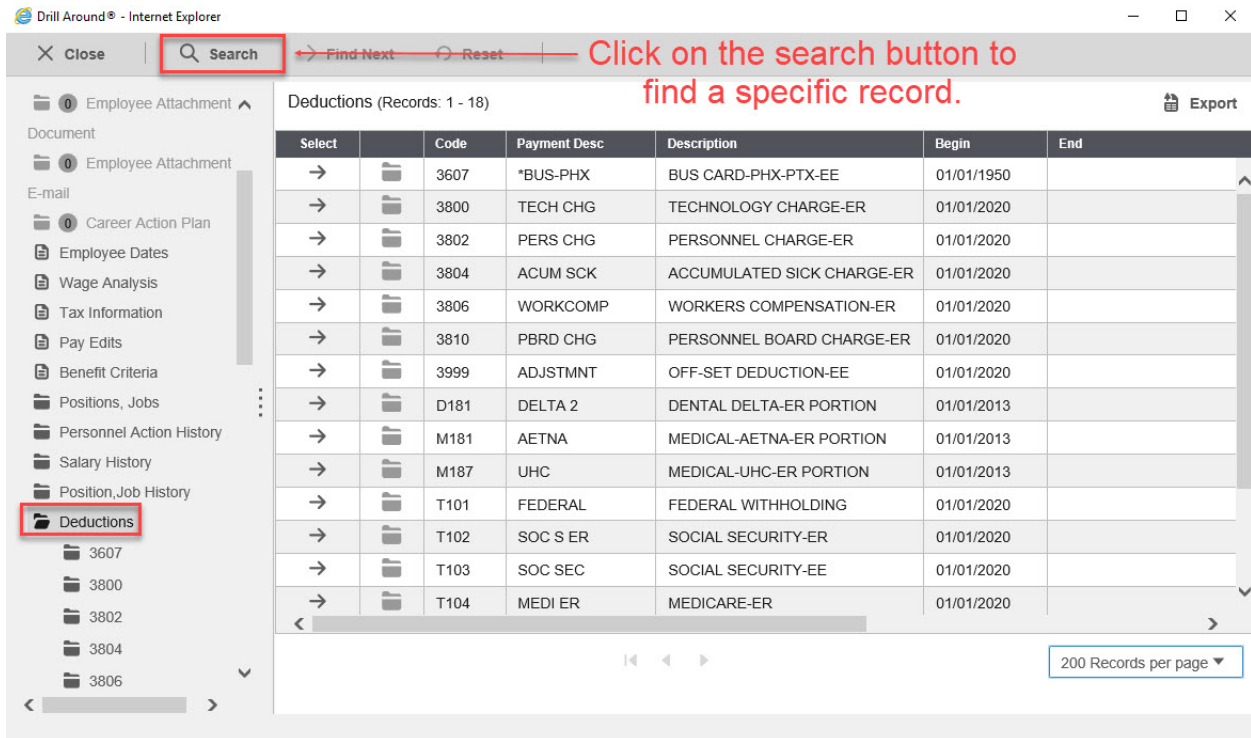 Drill Around® - Internet Explorer
Close
Search
Find Next
Reset
Click on the search button to
find a specific record.
0 Employee Attachment
Document
0 Employee Attachment
E-mail
0 Career Action Plan
Employee Dates
Wage Analysis
Tax Information
Pay Edits
Benefit Criteria
Positions, Jobs
Personnel Action History
Salary History
Position,Job History
Deductions
3607
3800
3802
3804
3806
Deductions (Records: 1 - 18)
Export
Select Code Payment Desc Description Begin End
3607 *BUS-PHX BUS CARD-PHX-PTX-EE 01/01/1950
3800 TECH CHG TECHNOLOGY CHARGE-ER 01/01/2020
3802 PERS CHG PERSONNEL CHARGE-ER 01/01/2020
3804 ACUM SCK ACCUMULATED SICK CHARGE-ER 01/01/2020
3806 WORKCOMP WORKERS COMPENSATION-ER 01/01/2020
3810 PBRD CHG PERSONNEL BOARD CHARGE-ER 01/01/2020
3999 ADJSTMNT OFF-SET DEDUCTION-EE 01/01/2020
D181 DELTA 2 DENTAL DELTA-ER PORTION 01/01/2013
M181 AETNA MEDICAL-AETNA-ER PORTION 01/01/2013
M187 UHC MEDICAL-UHC-ER PORTION 01/01/2013
T101 FEDERAL FEDERAL WITHHOLDING 01/01/2020
T102 SOC S ER SOCIAL SECURITY-ER 01/01/2020
T103 SOC SEC SOCIAL SECURITY-EE 01/01/2020
T104 MEDI ER MEDICARE-ER 01/01/2020
200 Records per page